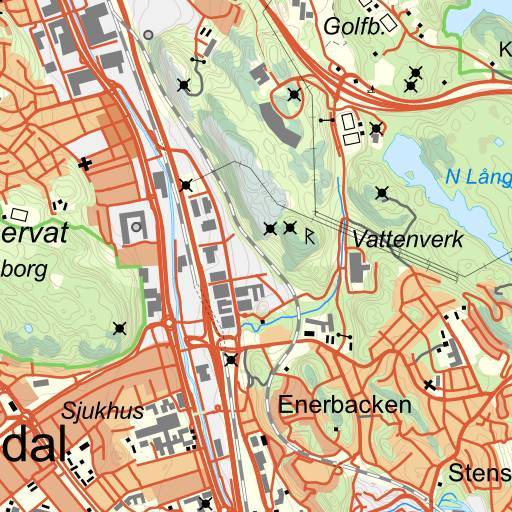 Golfb.
K
N Lång
ervat
Vattenverk
borg
R
Enerbacken
Sjukhus
dal
Stens